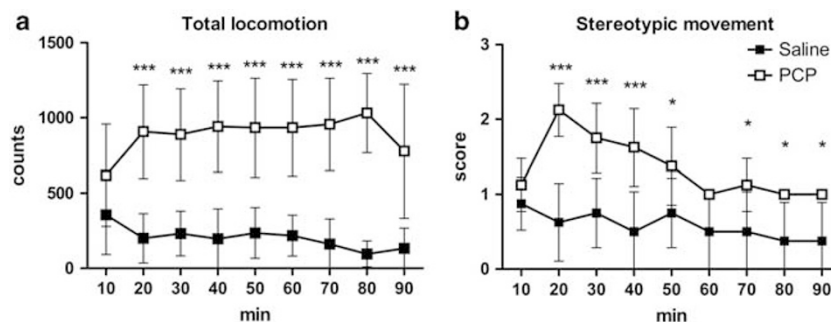 a
Total locomotion
1500
1000
500
0
counts
*** *** *** *** *** *** *** ***
10 20 30 40 50 60 70 80 90
min
b
Stereotypic movement
3
2
1
0
score
Saline
PCP
*** *** *** * * * *
10 20 30 40 50 60 70 80 90
min